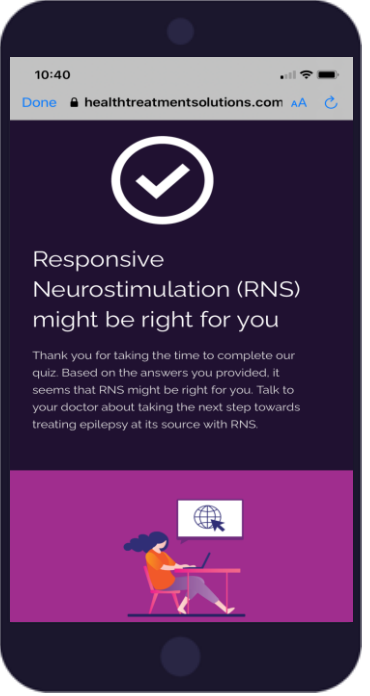 10:40
Done healthtreatmentsolutions.com AA
Responsive
Neurostimulation (RNS)
might be right for you
Thank you for taking the time to complete our
quiz. Based on the answers you provided, it
seems that RNS might be right for you. Talk to
your doctor about taking the next step towards
treating epilepsy at its source with RNS.